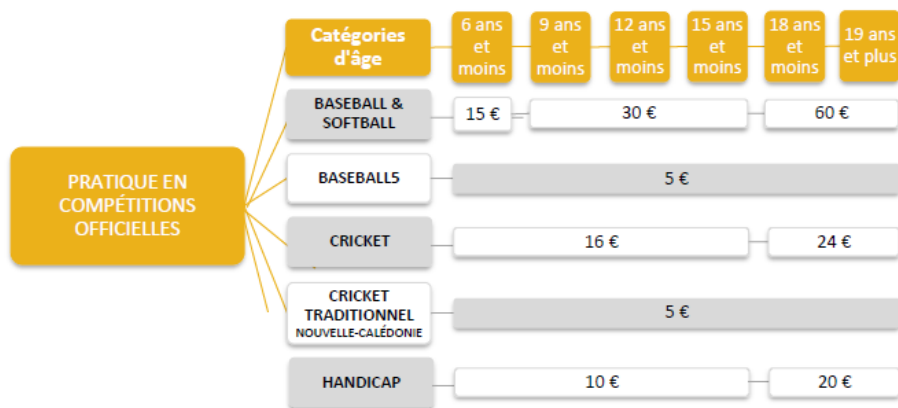 Catégories
d'âge
6 ans
et
moins
9 ans
et
moins
12 ans
et
moins
15 ans
et
moins
18 ans
et
moins
19 ans
et plus
BASEBALL &
SOFTBALL
15 €
30 €
60 €
PRATIQUE EN
COMPÉTITIONS
OFFICIELLES
BASEBALL5
5 €
CRICKET
16 €
24 €
CRICKET
TRADITIONNEL
NOUVELLE-CALÉDONIE
5 €
HANDICAP
10 €
20 €